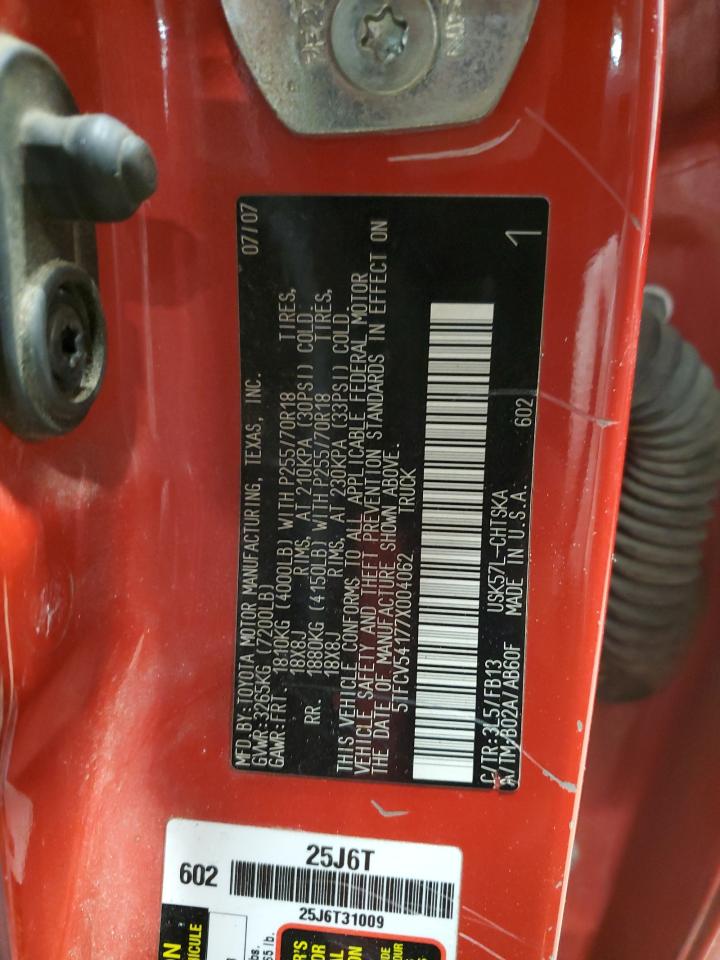 MFD.BY:TOYOTA MOTOR MANUFACTURING, TEXAS, INC. 07/07
GVWR:3265KG (7200LB)
GAWR:FRT. 1810KG (4000LB) WITH P255/70R18 TIRES,
18X8J RIMS, AT 210KPA (30PSI) COLD.
RR. 1880KG (4150LB) WITH P255/70R18 TIRES,
18X8J RIMS, AT 230KPA (33PSI) COLD.
THIS VEHICLE CONFORMS TO ALL APPLICABLE FEDERAL MOTOR
VEHICLE SAFETY AND THEFT PREVENTION STANDARDS IN EFFECT ON
THE DATE OF MANUFACTURE SHOWN ABOVE.
5TFCV54177X004062 TRUCK
C/TR:3L5/FB13 USK57L-CHTSKA 602
A/TM-B02A/AB60F MADE IN U.S.A. 1
25J6T
602
25J6T31009